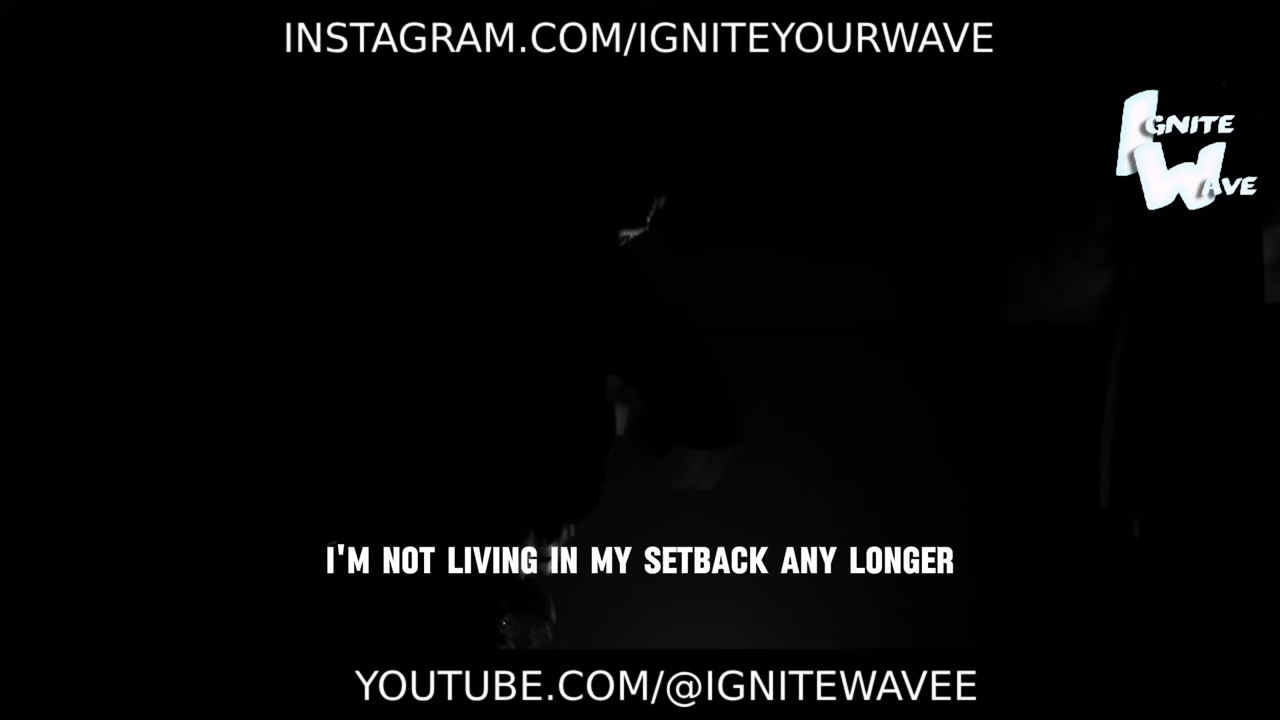 INSTAGRAM.COM/IGNITEYOURWAVE
IGNITE
WAVE
I'M NOT LIVING IN MY SETBACK ANY LONGER
YOUTUBE.COM/@IGNITEWAVEE